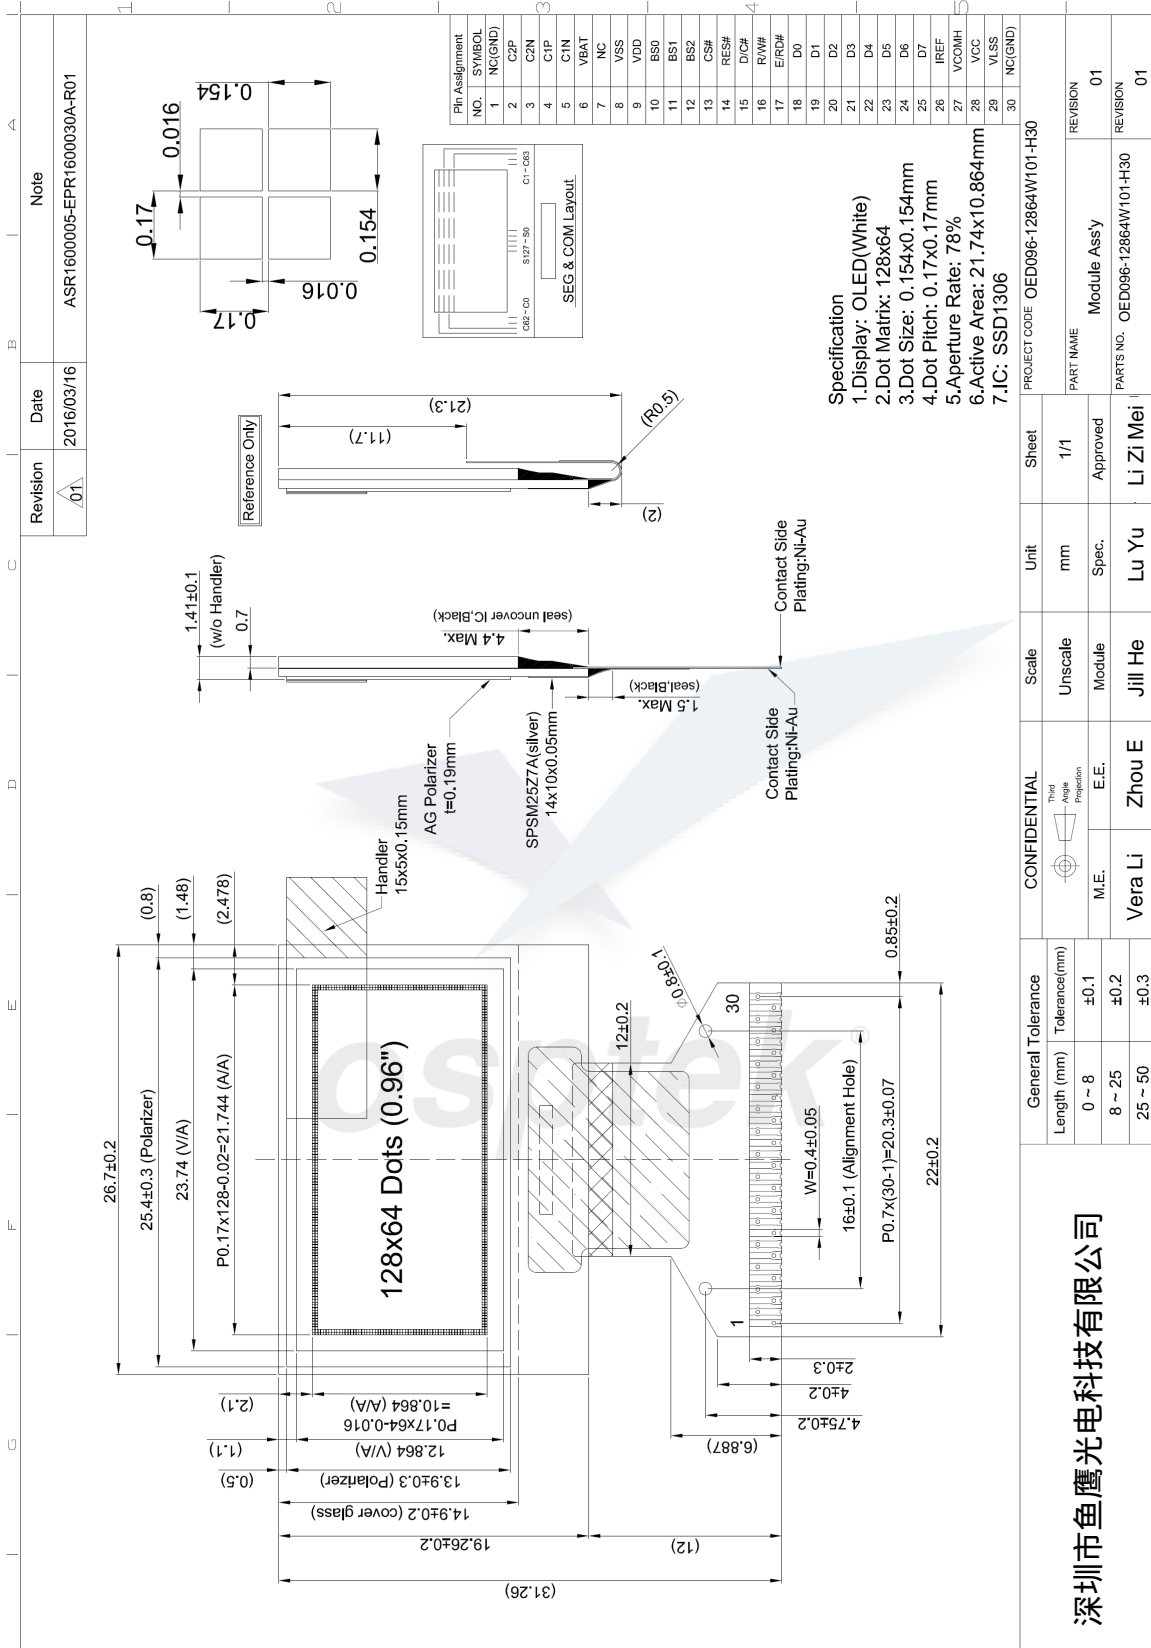 Revision Date Note
01 2016/03/16 ASR1600005-EPR1600030A-R01
1 2 3 4 5
A B C D E F G
26.7±0.2
25.4±0.3 (Polarizer)
23.74 (V/A)
P0.17x128-0.02=21.744 (A/A)
(0.8)
(1.48)
(2.478)
Handler
15x5x0.15mm
128x64 Dots (0.96")
(2.1)
P0.17x64-0.016
=10.864 (A/A)
(1.1)
12.864 (V/A)
(0.5)
13.9±0.3 (Polarizer)
14.9±0.2 (cover glass)
19.26±0.2
(12)
(31.26)
12±0.2
Φ0.8±0.1
1
30
W=0.4±0.05
16±0.1 (Alignment Hole)
P0.7x(30-1)=20.3±0.07
0.85±0.2
22±0.2
2±0.3
4±0.2
4.75±0.2
(6.887)
1.41±0.1
(w/o Handler)
0.7
AG Polarizer
t=0.19mm
SPSM25Z7A(silver)
14x10x0.05mm
4.4 Max.
(seal uncover IC,Black)
1.5 Max.
(seal,Black)
Contact Side
Plating:Ni-Au
Contact Side
Plating:Ni-Au
Reference Only
(11.7)
(21.3)
(2)
(R0.5)
0.17
0.016
0.154
0.17
0.016
0.154
C62~C0 S127~S0 C1~C63
SEG & COM Layout
Pin Assignment
NO. SYMBOL
1 NC(GND)
2 C2P
3 C2N
4 C1P
5 C1N
6 VBAT
7 NC
8 VSS
9 VDD
10 BS0
11 BS1
12 BS2
13 CS#
14 RES#
15 D/C#
16 R/W#
17 E/RD#
18 D0
19 D1
20 D2
21 D3
22 D4
23 D5
24 D6
25 D7
26 IREF
27 VCOMH
28 VCC
29 VLSS
30 NC(GND)
Specification
1.Display: OLED(White)
2.Dot Matrix: 128x64
3.Dot Size: 0.154x0.154mm
4.Dot Pitch: 0.17x0.17mm
5.Aperture Rate: 78%
6.Active Area: 21.74x10.864mm
7.IC: SSD1306
osptek®
深圳市鱼鹰光电科技有限公司
General Tolerance
Length (mm) Tolerance(mm)
0 ~ 8 ±0.1
8 ~ 25 ±0.2
25 ~ 50 ±0.3
CONFIDENTIAL
Third
Angle
Projection
M.E. E.E.
Vera Li Zhou E
Scale Unit Sheet
Unscale mm 1/1
Module Spec. Approved
Jill He Lu Yu Li Zi Mei
PROJECT CODE OED096-12864W101-H30
PART NAME REVISION
Module Ass'y 01
PARTS NO. OED096-12864W101-H30 REVISION
01